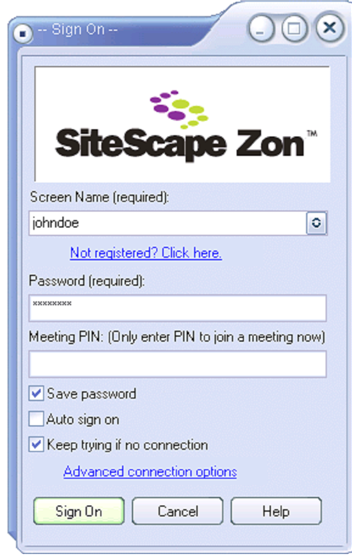 -- Sign On --
SiteScape Zon™
Screen Name (required):
johndoe
Not registered? Click here.
Password (required):
xxxxxxxx
Meeting PIN: (Only enter PIN to join a meeting now)
Save password
Auto sign on
Keep trying if no connection
Advanced connection options
Sign On Cancel Help